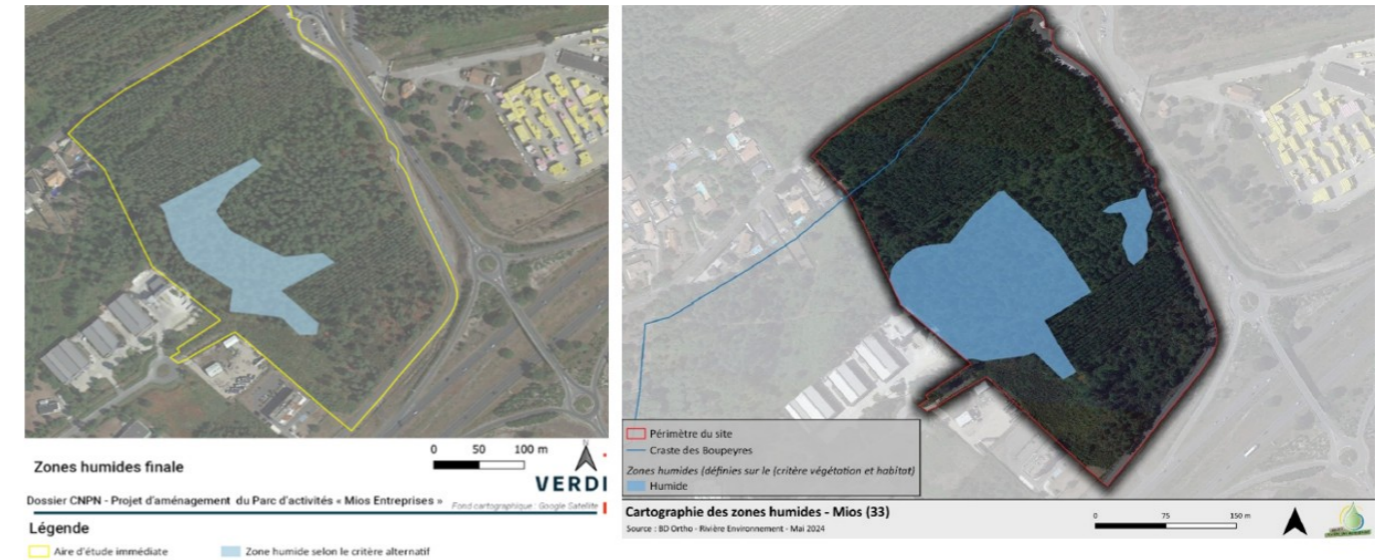 0 50 100 m
N
Zones humides finale
VERDI
Dossier CNPN - Projet d'aménagement du Parc d'activités « Mios Entreprises »
Fond cartographique : Google Satellite
Légende
Aire d'étude immédiate
Zone humide selon le critère alternatif
Périmètre du site
Craste des Boupeyres
Zones humides (définies sur le (critère végétation et habitat)
Humide
Cartographie des zones humides - Mios (33)
Source : BD Ortho - Rivière Environnement - Mai 2024
0 75 150 m